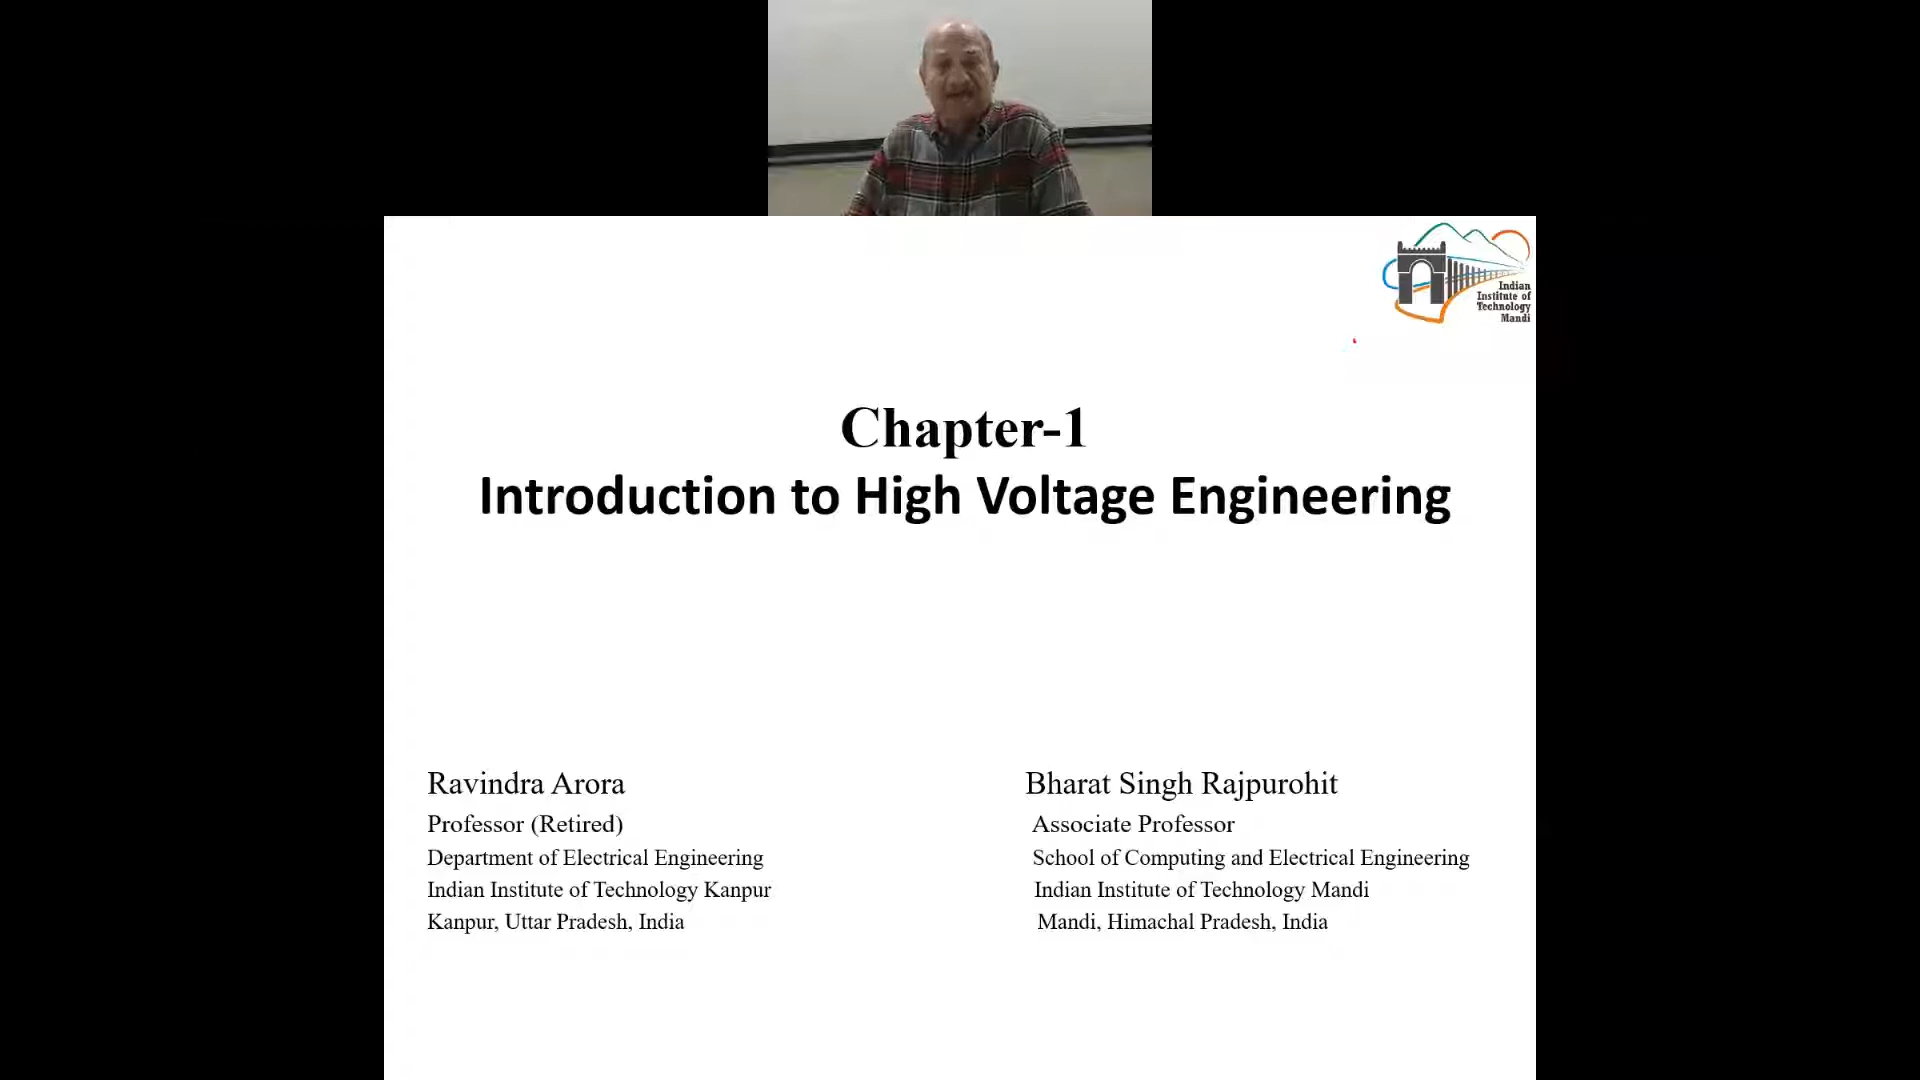 Indian
Institute of
Technology
Mandi
Chapter-1
Introduction to High Voltage Engineering
Ravindra Arora
Professor (Retired)
Department of Electrical Engineering
Indian Institute of Technology Kanpur
Kanpur, Uttar Pradesh, India
Bharat Singh Rajpurohit
Associate Professor
School of Computing and Electrical Engineering
Indian Institute of Technology Mandi
Mandi, Himachal Pradesh, India